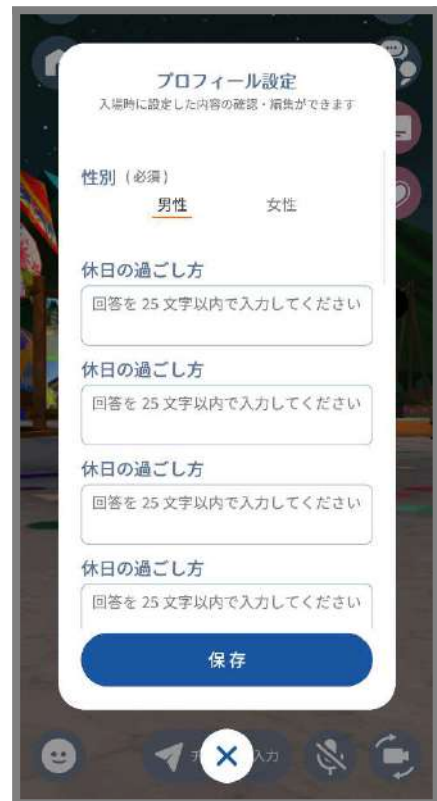 プロフィール設定
入場時に設定した内容の確認・編集ができます
性別（必須）
男性 女性
休日の過ごし方
回答を 25 文字以内で入力してください
休日の過ごし方
回答を 25 文字以内で入力してください
休日の過ごし方
回答を 25 文字以内で入力してください
休日の過ごし方
回答を 25 文字以内で入力してください
保存
入力